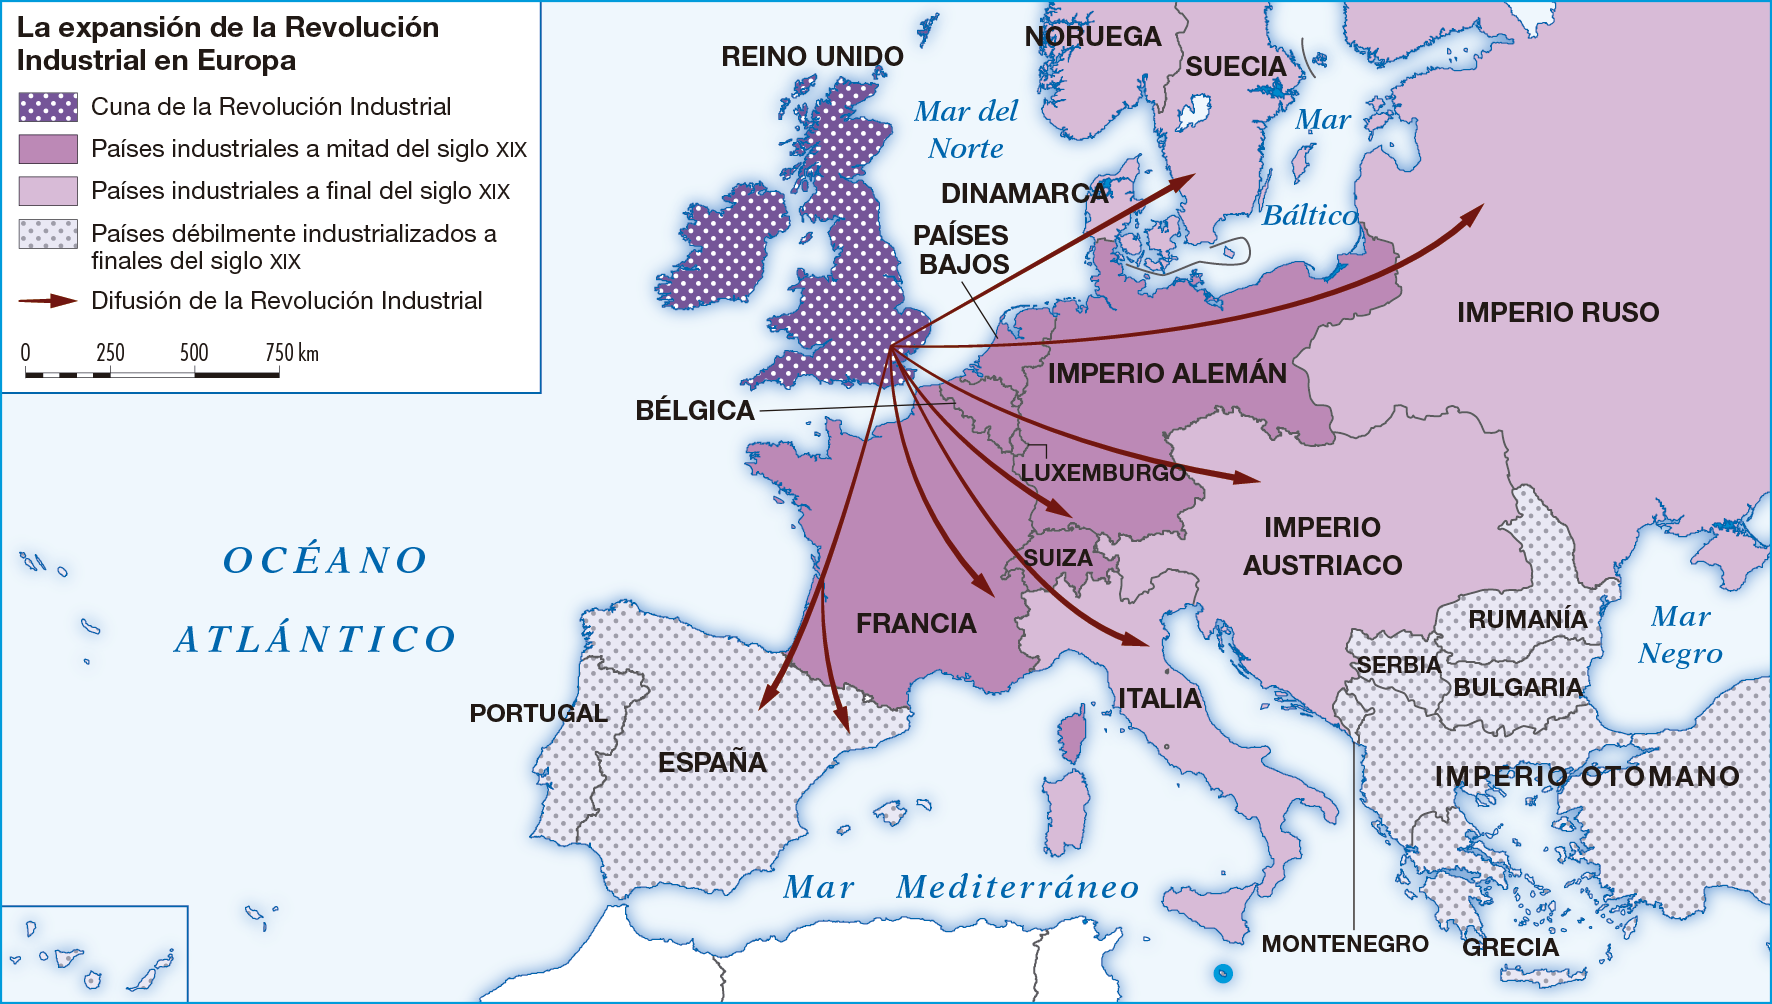 La expansión de la Revolución
Industrial en Europa
Cuna de la Revolución Industrial
Países industriales a mitad del siglo XIX
Países industriales a final del siglo XIX
Países débilmente industrializados a
finales del siglo XIX
Difusión de la Revolución Industrial
0 250 500 750 km
REINO UNIDO
NORUEGA
SUECIA
Mar del
Norte
Mar
Báltico
DINAMARCA
PAÍSES
BAJOS
IMPERIO RUSO
IMPERIO ALEMÁN
BÉLGICA
LUXEMBURGO
IMPERIO
AUSTRIACO
SUIZA
OCÉANO
ATLÁNTICO
FRANCIA
RUMANÍA
Mar
Negro
SERBIA
BULGARIA
ITALIA
PORTUGAL
ESPAÑA
IMPERIO OTOMANO
Mar Mediterráneo
MONTENEGRO
GRECIA